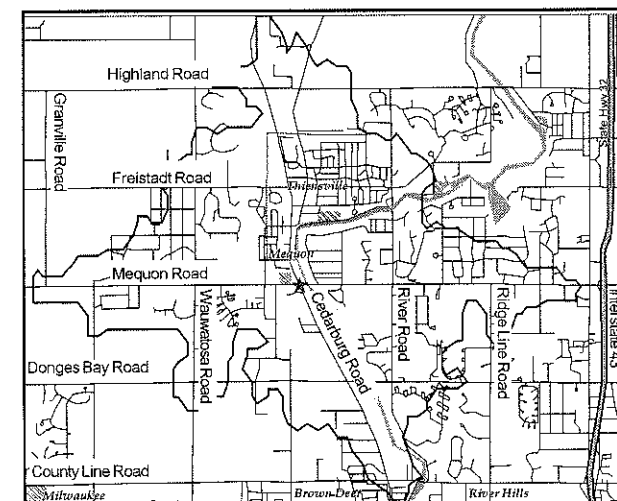 Highland Road
State Hwy 32
Granville Road
Freistadt Road
Thiensville
Mequon
Mequon Road
Interstate 43
Wauwatosa Road
Cedarburg Road
River Road
Ridge Line Road
Donges Bay Road
County Line Road
Milwaukee
Brown Deer
River Hills